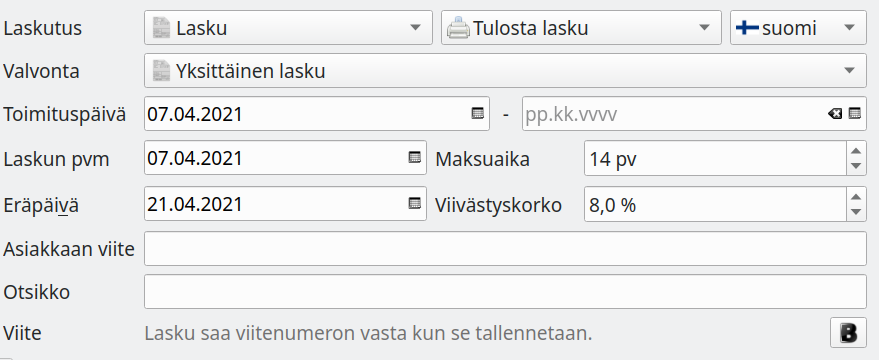 Laskutus Lasku Tulosta lasku suomi
Valvonta Yksittäinen lasku
Toimituspäivä 07.04.2021 - pp.kk.vvvv
Laskun pvm 07.04.2021 Maksuaika 14 pv
Eräpäivä 21.04.2021 Viivästyskorko 8,0 %
Asiakkaan viite
Otsikko
Viite Lasku saa viitenumeron vasta kun se tallennetaan. B